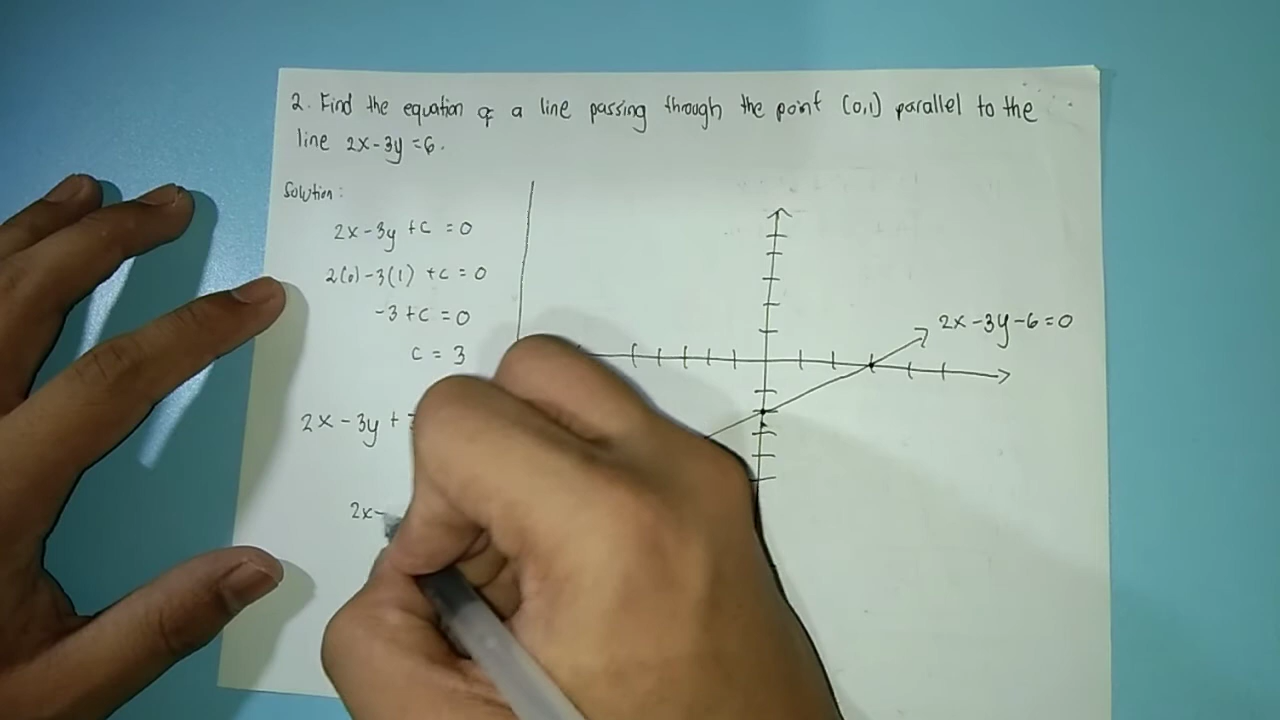 2. Find the equation of a line passing through the point (0,1) parallel to the
line 2x-3y=6.
Solution:
2x-3y+c=0
2(0)-3(1)+c=0
-3+c=0
c=3
2x-3y+
2x-
2x-3y-6=0